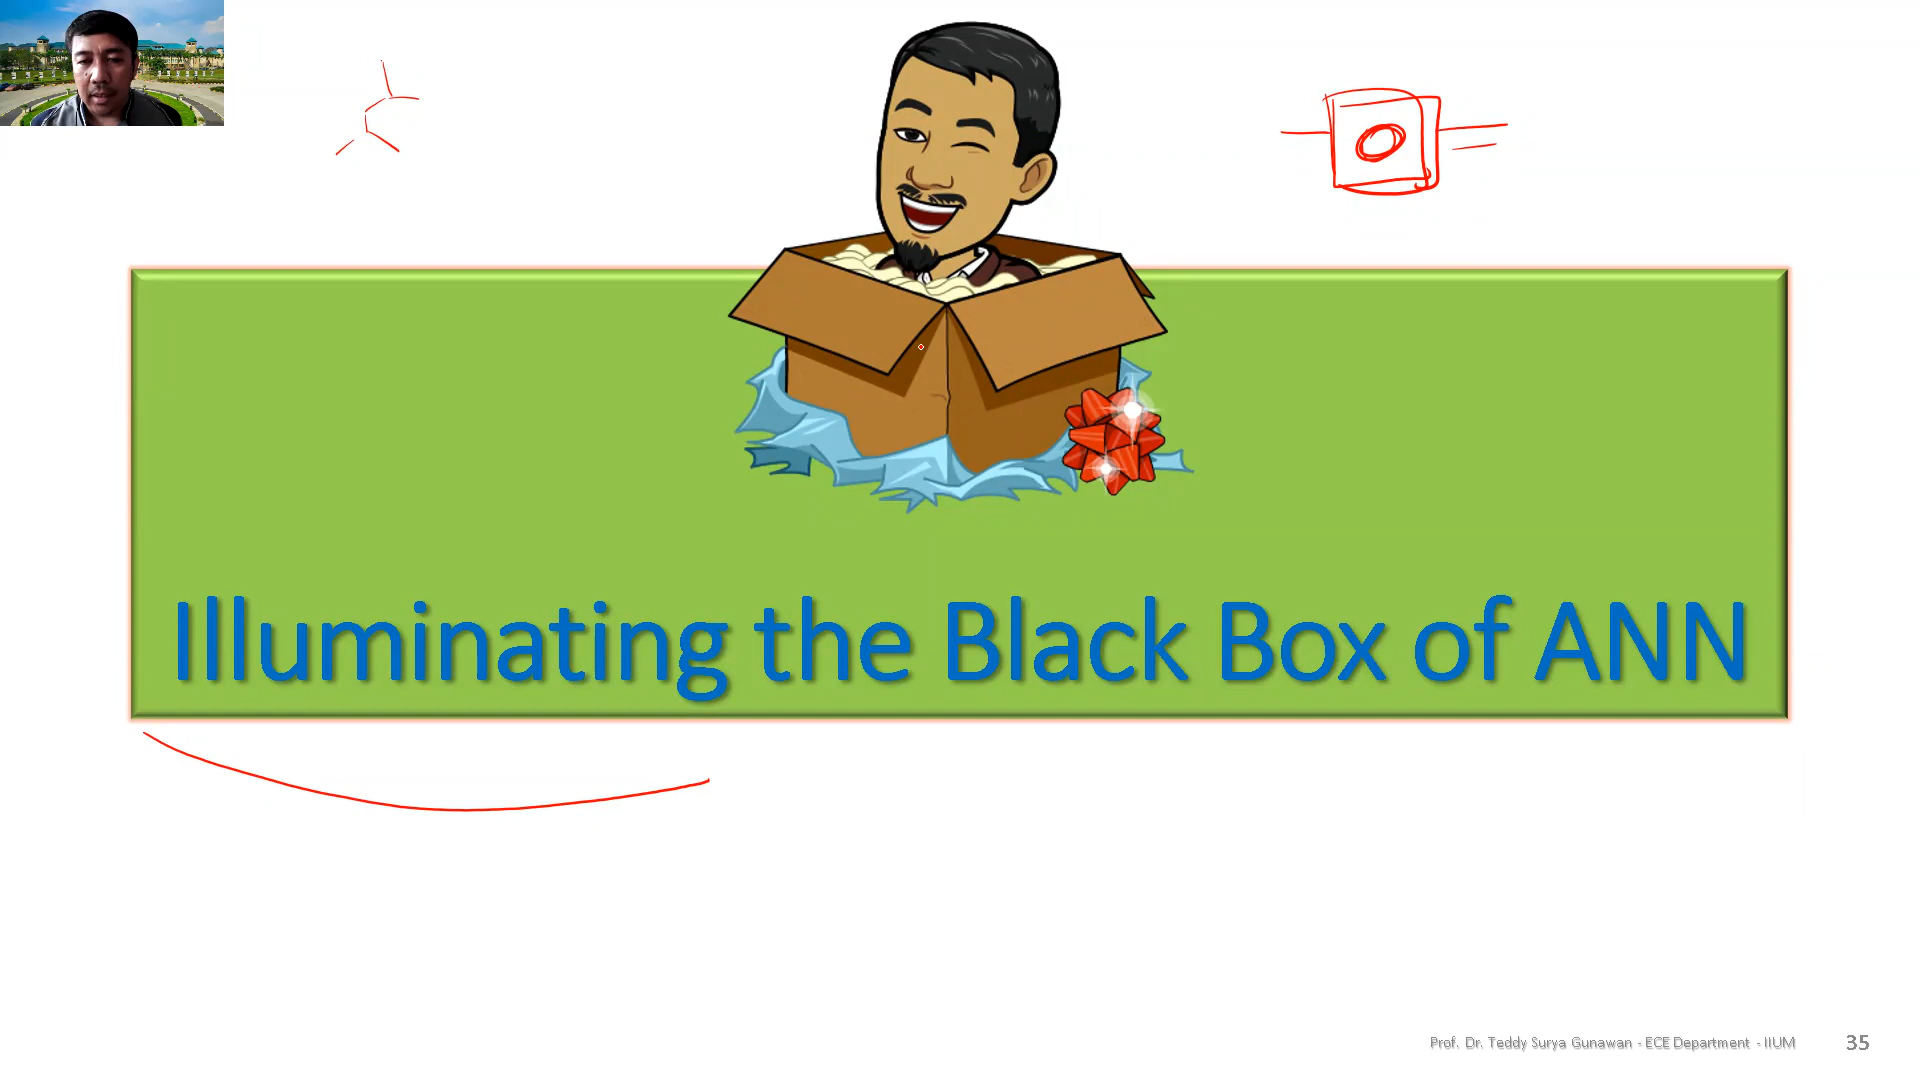 Illuminating the Black Box of ANN
Prof. Dr. Teddy Surya Gunawan - ECE Department - IIUM 35